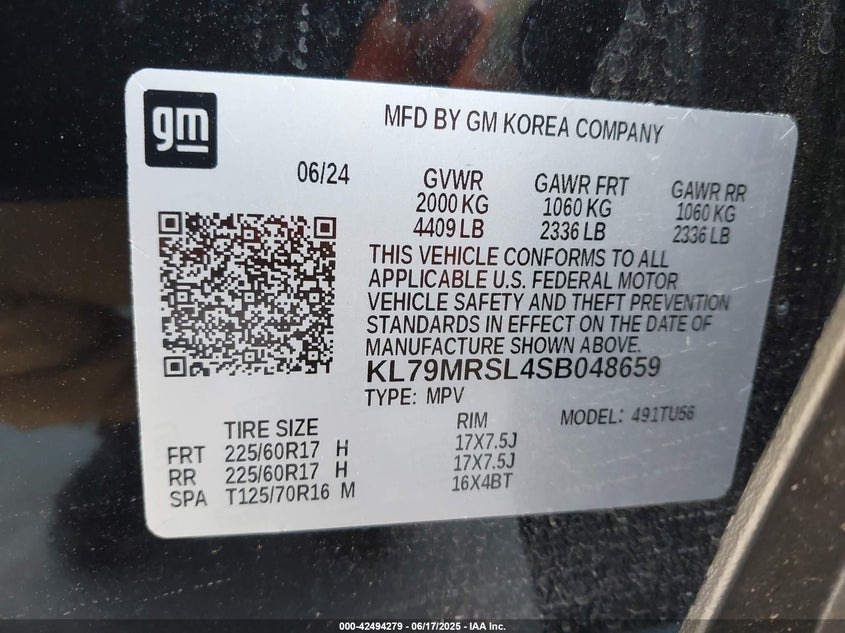 gm
MFD BY GM KOREA COMPANY
06/24
GVWR GAWR FRT GAWR RR
2000 KG 1060 KG 1060 KG
4409 LB 2336 LB 2336 LB
THIS VEHICLE CONFORMS TO ALL
APPLICABLE U.S. FEDERAL MOTOR
VEHICLE SAFETY AND THEFT PREVENTION
STANDARDS IN EFFECT ON THE DATE OF
MANUFACTURE SHOWN ABOVE.
KL79MRSL4SB048659
TYPE: MPV
MODEL: 491TU56
TIRE SIZE RIM
FRT 225/60R17 H 17X7.5J
RR 225/60R17 H 17X7.5J
SPA T125/70R16 M 16X4BT
000-42494279 - 06/17/2025 - IAA Inc.